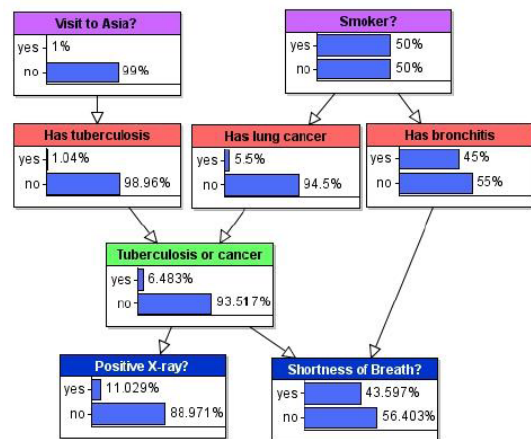 Visit to Asia?
yes 1%
no 99%
Smoker?
yes 50%
no 50%
Has tuberculosis
yes 1.04%
no 98.96%
Has lung cancer
yes 5.5%
no 94.5%
Has bronchitis
yes 45%
no 55%
Tuberculosis or cancer
yes 6.483%
no 93.517%
Positive X-ray?
yes 11.029%
no 88.971%
Shortness of Breath?
yes 43.597%
no 56.403%